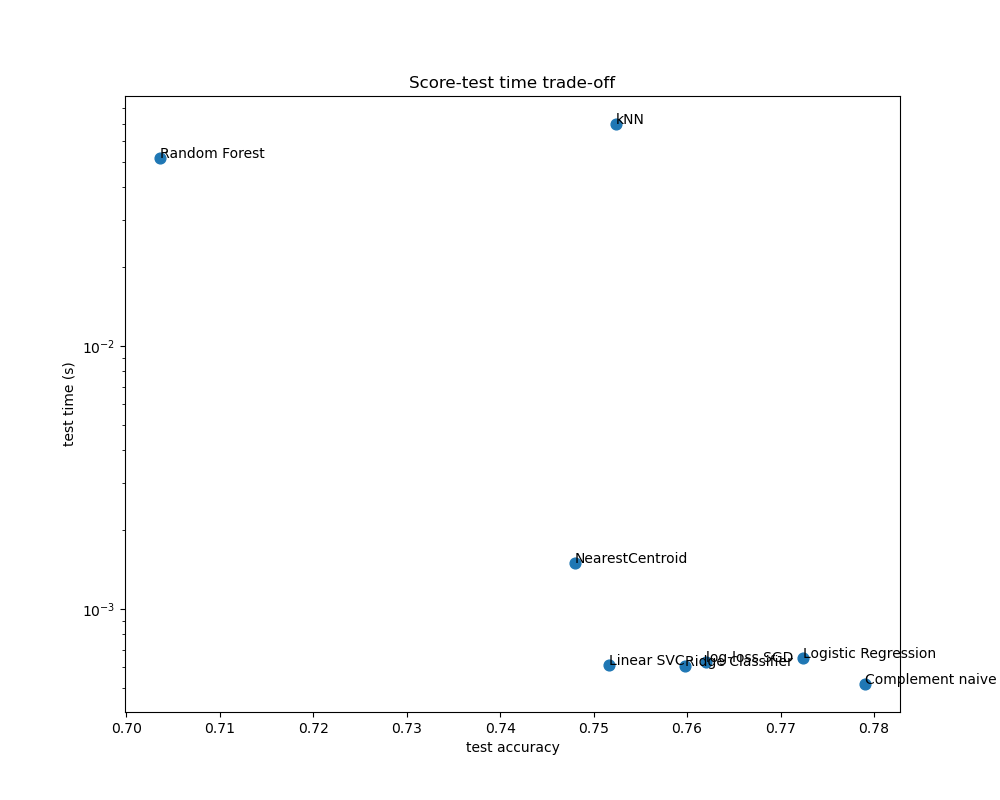 Score-test time trade-off
kNN
Random Forest
10⁻²
test time (s)
NearestCentroid
10⁻³
Linear SVC
Ridge Classifier
log-loss SGD
Logistic Regression
Complement naive
0.70 0.71 0.72 0.73 0.74 0.75 0.76 0.77 0.78
test accuracy